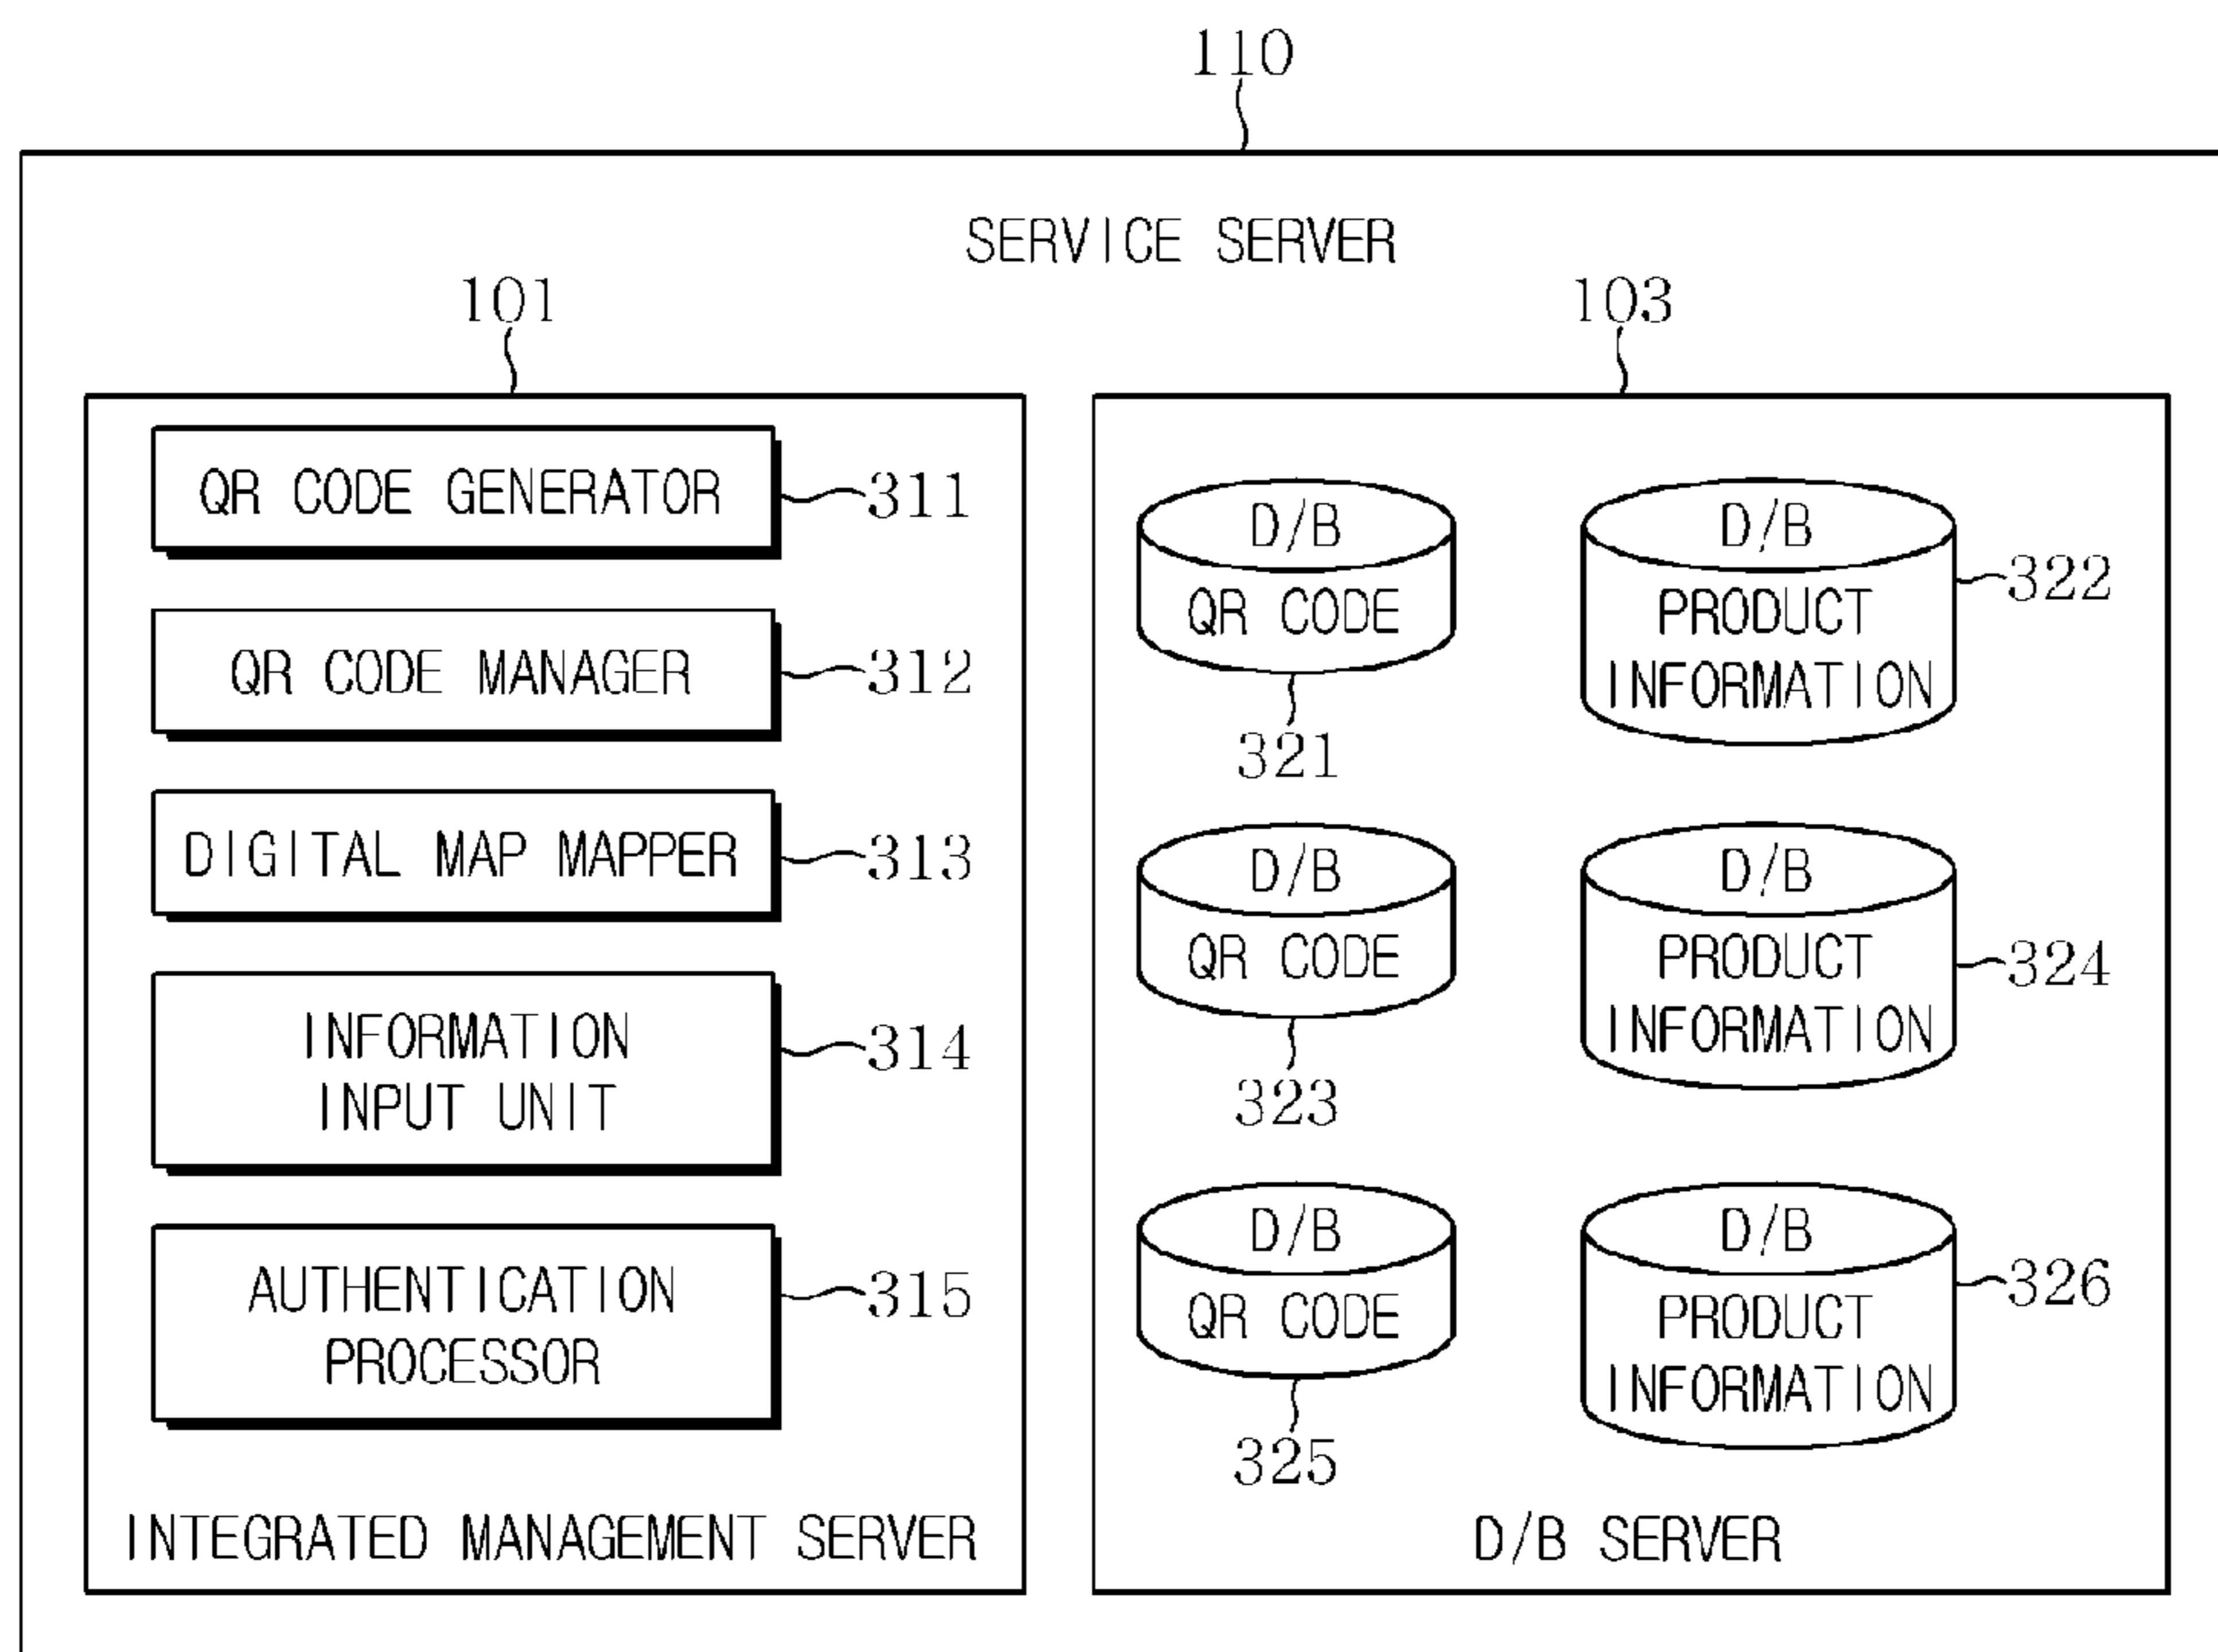 110
SERVICE SERVER
101
QR CODE GENERATOR
311
QR CODE MANAGER
312
DIGITAL MAP MAPPER
313
INFORMATION
INPUT UNIT
314
AUTHENTICATION
PROCESSOR
315
INTEGRATED MANAGEMENT SERVER
103
D/B
QR CODE
321
D/B
PRODUCT
INFORMATION
322
D/B
QR CODE
323
D/B
PRODUCT
INFORMATION
324
D/B
QR CODE
325
D/B
PRODUCT
INFORMATION
326
D/B SERVER